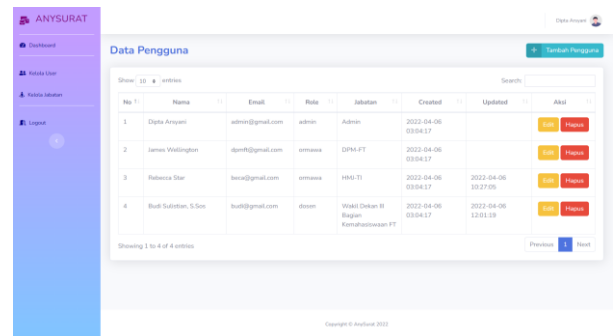 ANYSURAT
Dipta Arsyani
Dashboard
Data Pengguna
+ Tambah Pengguna
Kelola User
Kelola Jabatan
Logout
Show 10 entries
Search:
No Nama Email Role Jabatan Created Updated Aksi
1 Dipta Arsyani admin@gmail.com admin Admin 2022-04-06 03:04:17 Edit Hapus
2 James Wellington dpmft@gmail.com ormawa DPM-FT 2022-04-06 03:04:17 Edit Hapus
3 Rebecca Star beca@gmail.com ormawa HMJ-TI 2022-04-06 03:04:17 2022-04-06 10:27:05 Edit Hapus
4 Budi Sulistian, S.Sos budi@gmail.com dosen Wakil Dekan III Bagian Kemahasiswaan FT 2022-04-06 03:04:17 2022-04-06 12:01:19 Edit Hapus
Showing 1 to 4 of 4 entries
Previous 1 Next
Copyright © AnySurat 2022